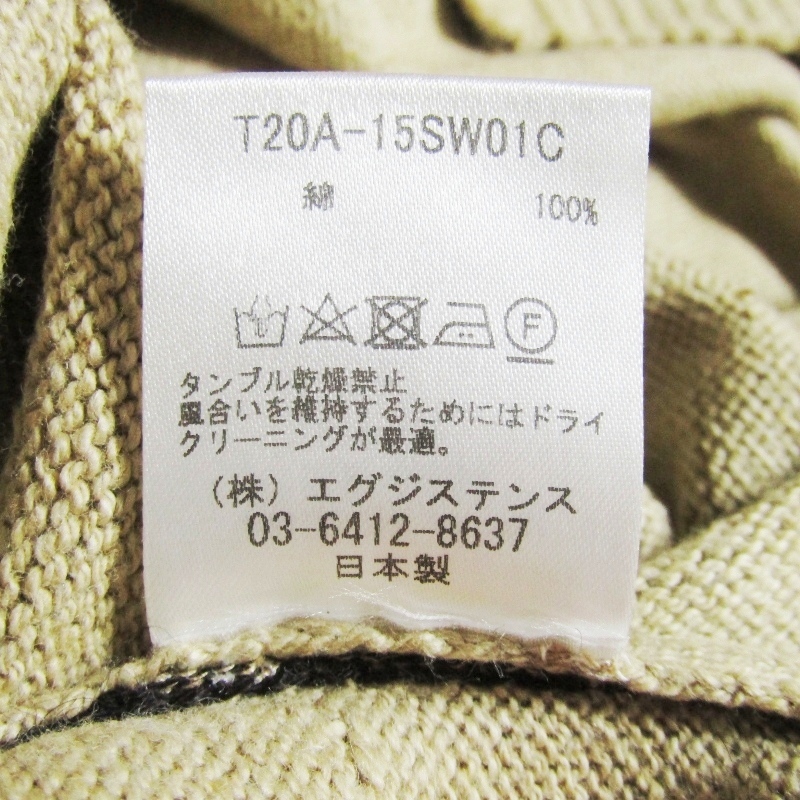 T20A-15SW01C
綿 100%
F
タンブル乾燥禁止
風合いを維持するためにはドライ
クリーニングが最適。
（株）エグジステンス
03-6412-8637
日本製